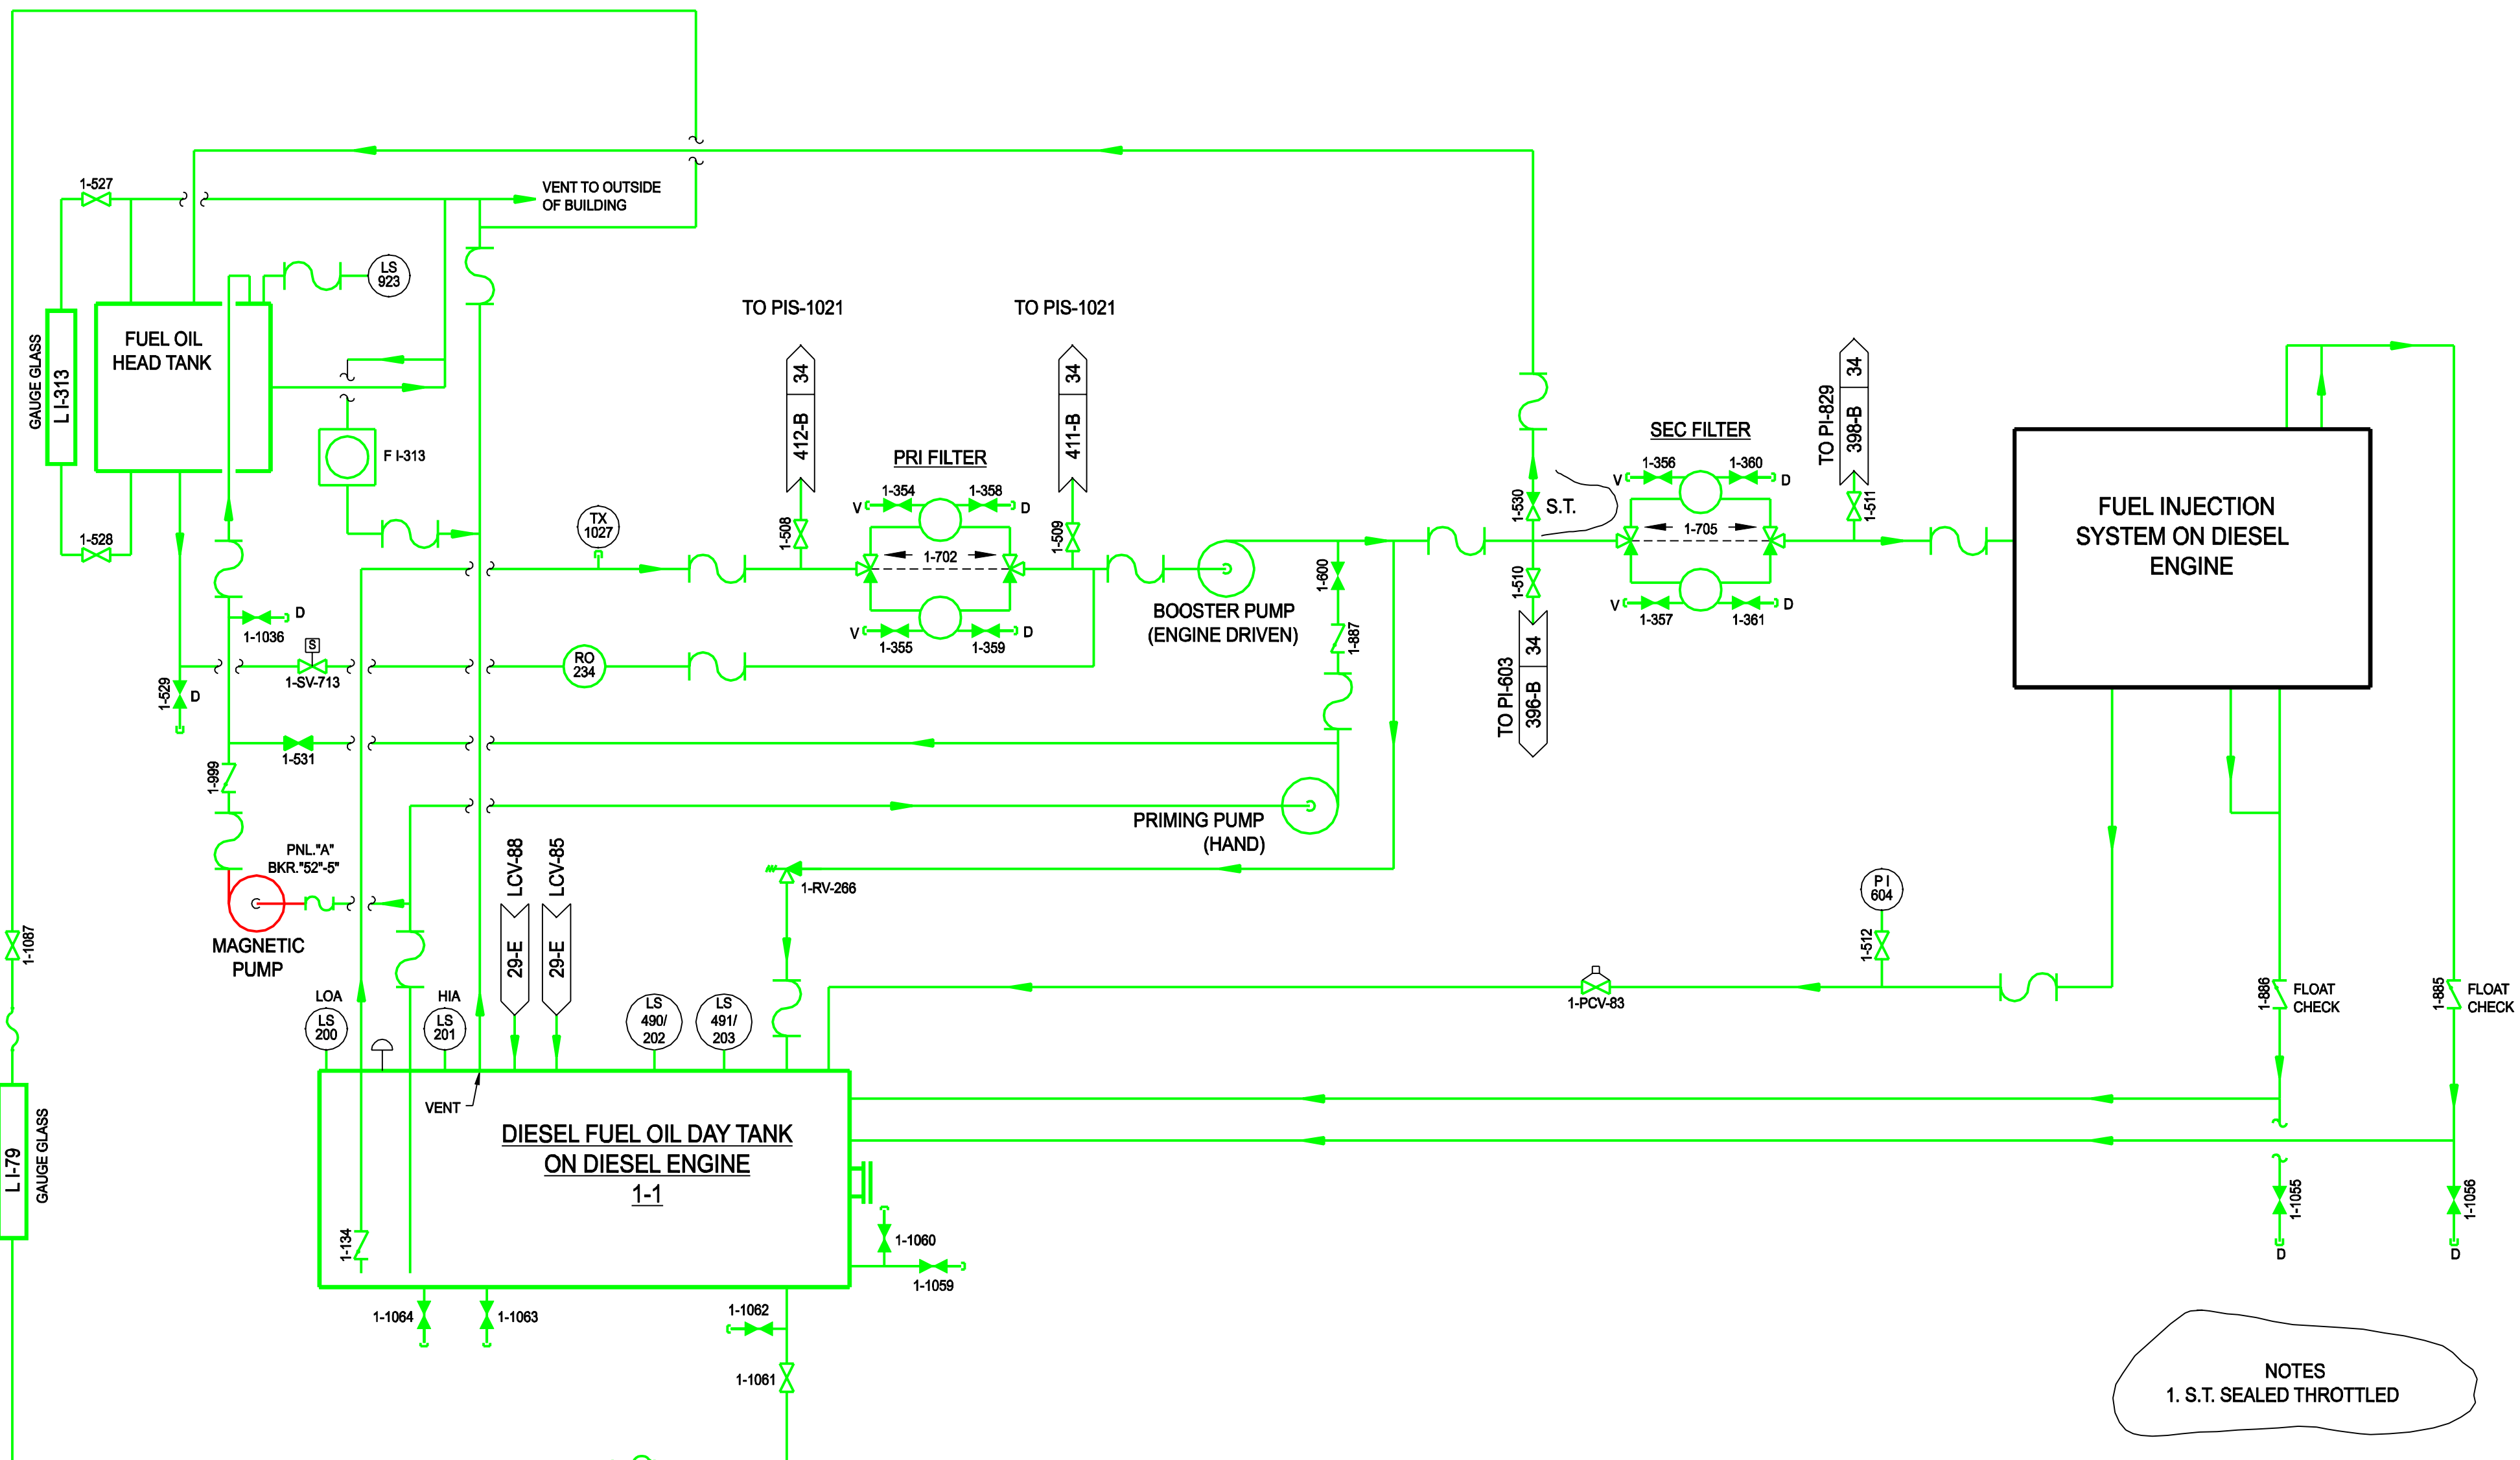 1-527
VENT TO OUTSIDE
OF BUILDING
LS
923
TO PIS-1021
TO PIS-1021
FUEL OIL
HEAD TANK
GAUGE GLASS
L I-313
F I-313
34
412-B
34
411-B
TO PI-829
34
398-B
PRI FILTER
SEC FILTER
1-354
1-358
V
D
1-356
1-360
V
D
1-530
S.T.
1-511
FUEL INJECTION
SYSTEM ON DIESEL
ENGINE
1-528
TX
1027
1-508
1-509
1-702
1-705
1-600
1-510
BOOSTER PUMP
(ENGINE DRIVEN)
V
D
1-355
1-359
V
D
1-357
1-361
1-887
D
1-1036
S
1-SV-713
RO
234
1-529
D
TO PI-603
34
396-B
1-531
1-999
PRIMING PUMP
(HAND)
PNL."A"
BKR."52"-5"
LCV-88
29-E
LCV-85
29-E
1-RV-266
P I
604
1-512
1-1087
MAGNETIC
PUMP
LOA
LS
200
HIA
LS
201
LS
490/
202
LS
491/
203
1-PCV-83
1-886
FLOAT
CHECK
1-885
FLOAT
CHECK
VENT
DIESEL FUEL OIL DAY TANK
ON DIESEL ENGINE
1-1
L I-79
GAUGE GLASS
1-134
1-1060
1-1059
1-1055
D
1-1056
D
1-1064
1-1063
1-1062
1-1061
NOTES
1. S.T. SEALED THROTTLED